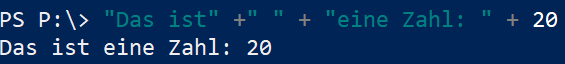 PS P:\> "Das ist" +" " + "eine Zahl: " + 20
Das ist eine Zahl: 20